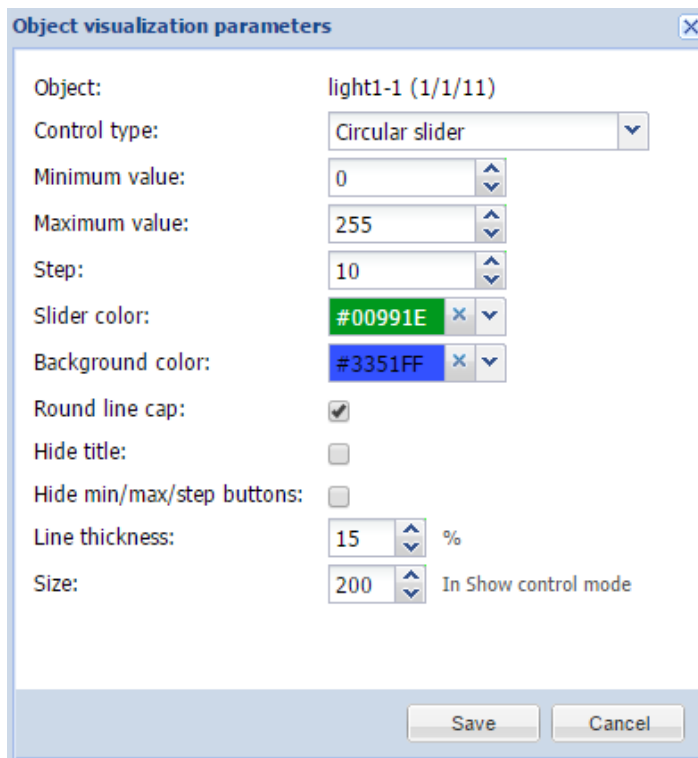 Object visualization parameters
Object: light1-1 (1/1/11)
Control type: Circular slider
Minimum value: 0
Maximum value: 255
Step: 10
Slider color: #00991E
Background color: #3351FF
Round line cap:
Hide title:
Hide min/max/step buttons:
Line thickness: 15 %
Size: 200 In Show control mode
Save Cancel